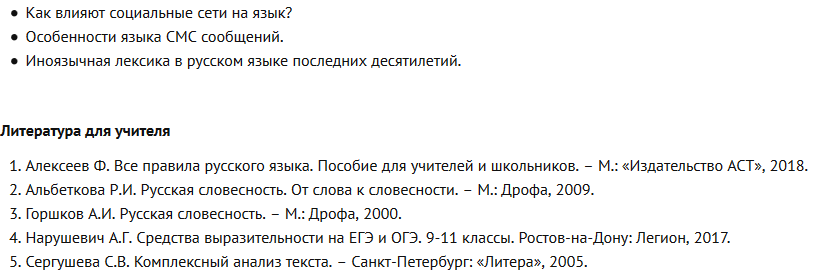 • Как влияют социальные сети на язык?
• Особенности языка СМС сообщений.
• Иноязычная лексика в русском языке последних десятилетий.
Литература для учителя
1. Алексеев Ф. Все правила русского языка. Пособие для учителей и школьников. – М.: «Издательство АСТ», 2018.
2. Альбеткова Р.И. Русская словесность. От слова к словесности. – М.: Дрофа, 2009.
3. Горшков А.И. Русская словесность. – М.: Дрофа, 2000.
4. Нарушевич А.Г. Средства выразительности на ЕГЭ и ОГЭ. 9-11 классы. Ростов-на-Дону: Легион, 2017.
5. Сергушева С.В. Комплексный анализ текста. – Санкт-Петербург: «Литера», 2005.